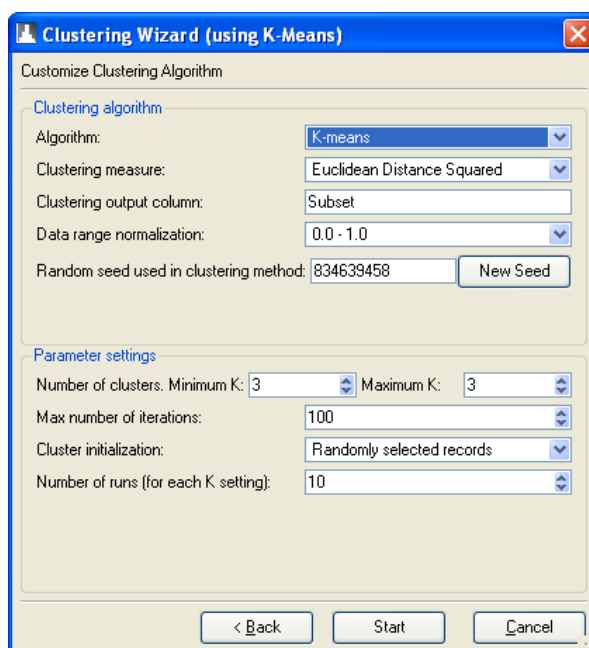 Clustering Wizard (using K-Means)
Customize Clustering Algorithm
Clustering algorithm
Algorithm: K-means
Clustering measure: Euclidean Distance Squared
Clustering output column: Subset
Data range normalization: 0.0 - 1.0
Random seed used in clustering method: 834639458 New Seed
Parameter settings
Number of clusters. Minimum K: 3 Maximum K: 3
Max number of iterations: 100
Cluster initialization: Randomly selected records
Number of runs (for each K setting): 10
< Back Start Cancel